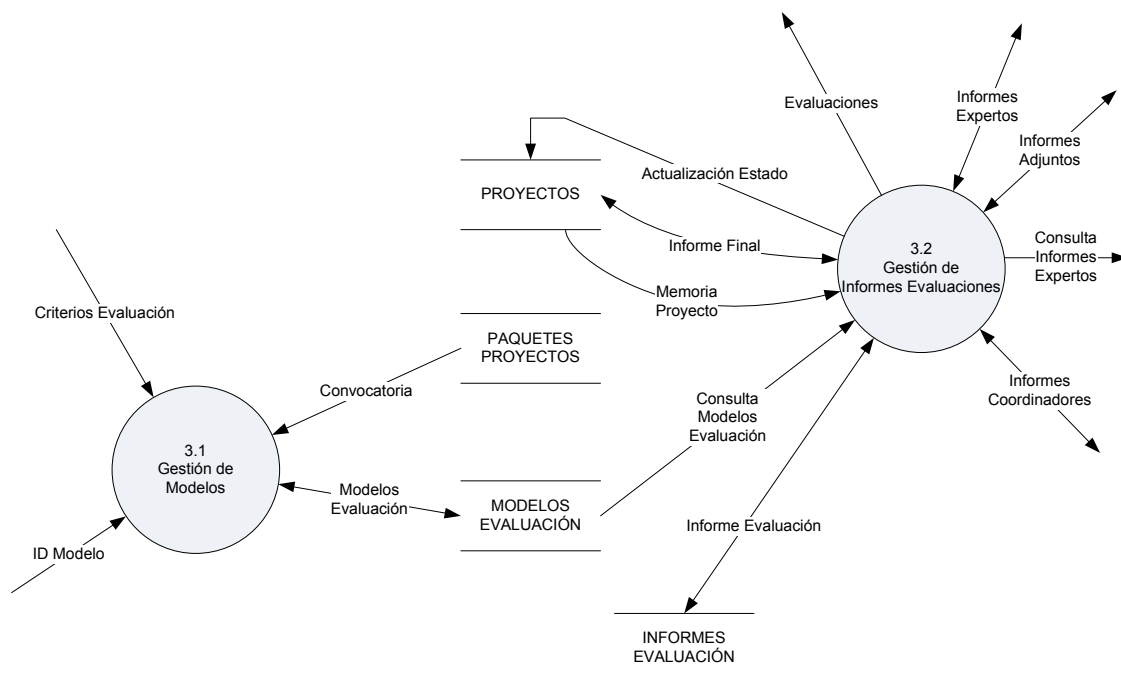 Evaluaciones
Informes
Expertos
Informes
Adjuntos
Actualización Estado
PROYECTOS
3.2
Gestión de
Informes Evaluaciones
Consulta
Informes
Expertos
Informe Final
Memoria
Proyecto
Criterios Evaluación
PAQUETES
PROYECTOS
Convocatoria
Informes
Coordinadores
Consulta
Modelos
Evaluación
3.1
Gestión de
Modelos
Modelos
Evaluación
MODELOS
EVALUACIÓN
Informe Evaluación
ID Modelo
INFORMES
EVALUACIÓN